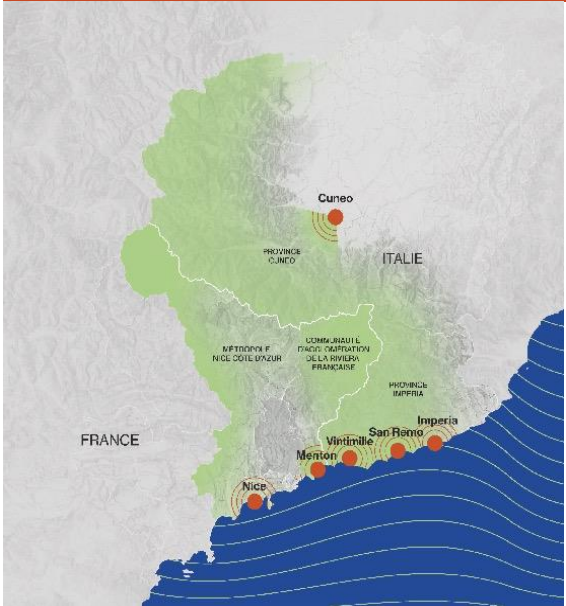 Cuneo
PROVINCE
CUNEO
ITALIE
MÉTROPOLE
NICE CÔTE D'AZUR
COMMUNAUTÉ
D'AGGLOMÉRATION
DE LA RIVIERA
FRANÇAISE
PROVINCE
IMPERIA
FRANCE
Imperia
San Remo
Vintimille
Menton
Nice